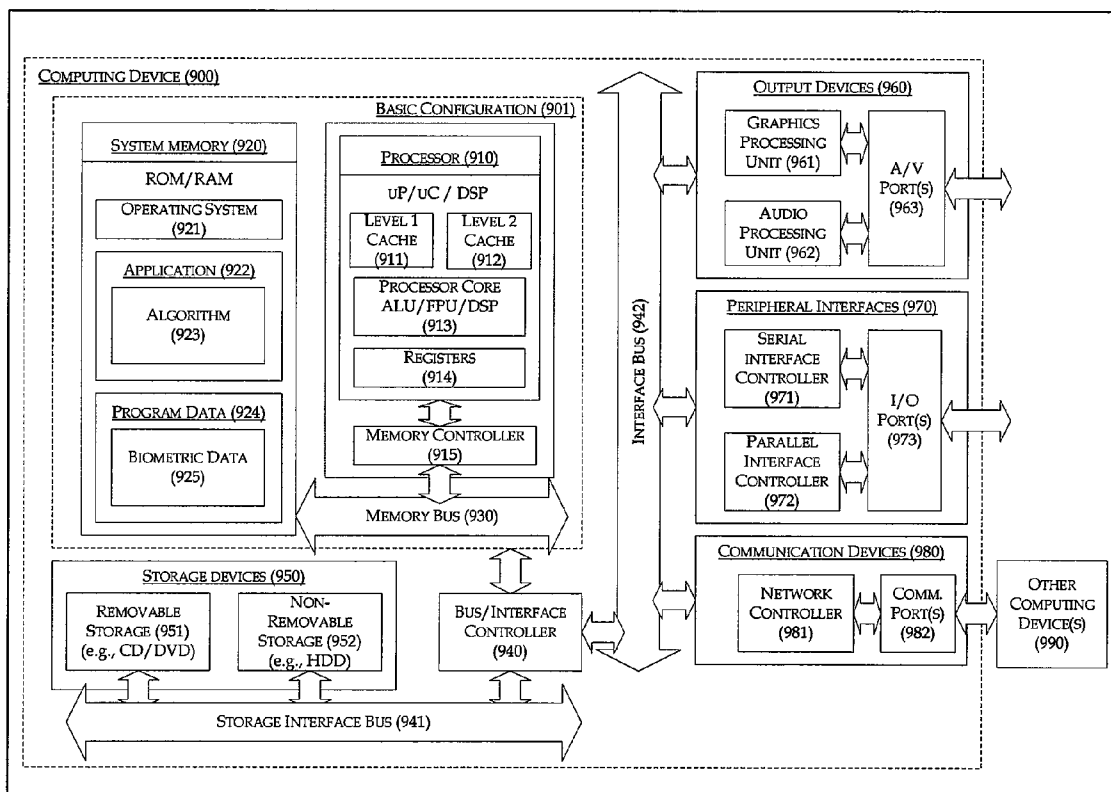 COMPUTING DEVICE (900)
BASIC CONFIGURATION (901)
SYSTEM MEMORY (920)
ROM/RAM
OPERATING SYSTEM
(921)
APPLICATION (922)
ALGORITHM
(923)
PROGRAM DATA (924)
BIOMETRIC DATA
(925)
PROCESSOR (910)
uP/uC / DSP
LEVEL 1
CACHE
(911)
LEVEL 2
CACHE
(912)
PROCESSOR CORE
ALU/FPU/DSP
(913)
REGISTERS
(914)
MEMORY CONTROLLER
(915)
MEMORY BUS (930)
STORAGE DEVICES (950)
REMOVABLE
STORAGE (951)
(e.g., CD/DVD)
NON-
REMOVABLE
STORAGE (952)
(e.g., HDD)
BUS/INTERFACE
CONTROLLER
(940)
STORAGE INTERFACE BUS (941)
INTERFACE BUS (942)
OUTPUT DEVICES (960)
GRAPHICS
PROCESSING
UNIT (961)
AUDIO
PROCESSING
UNIT (962)
A/V
PORT(S)
(963)
PERIPHERAL INTERFACES (970)
SERIAL
INTERFACE
CONTROLLER
(971)
PARALLEL
INTERFACE
CONTROLLER
(972)
I/O
PORT(S)
(973)
COMMUNICATION DEVICES (980)
NETWORK
CONTROLLER
(981)
COMM.
PORT(S)
(982)
OTHER
COMPUTING
DEVICE(S)
(990)